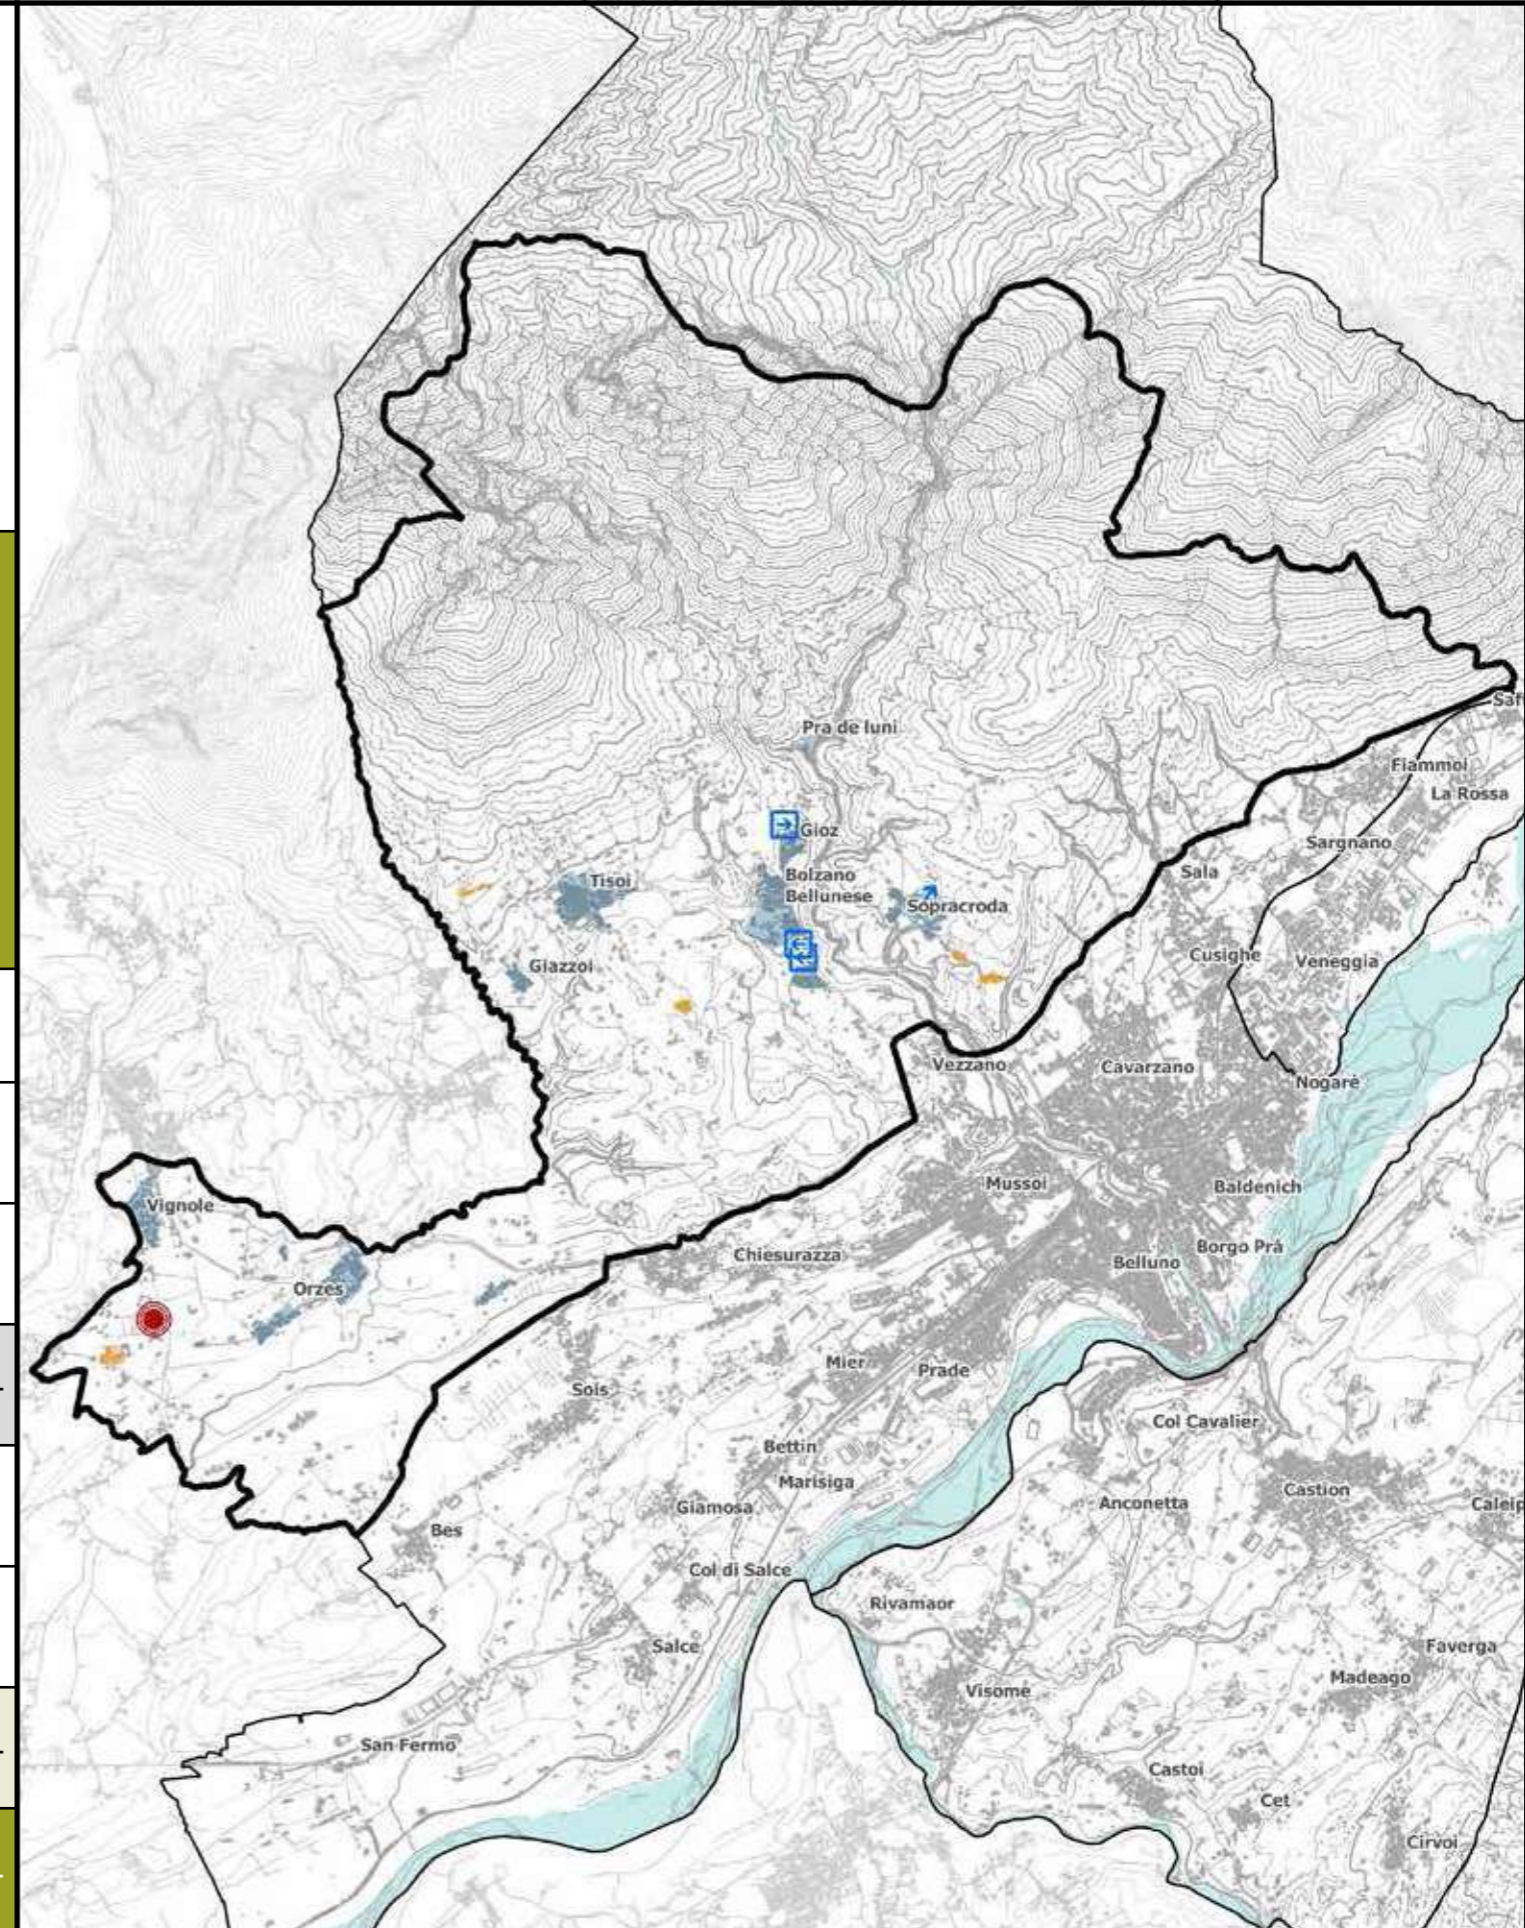 Pra de luni
Saf
Fiammoi
La Rossa
Gioz
Sargnano
Bolzano
Bellunese
Sala
Tisoi
Sopracroda
Cusighe
Veneggia
Giazzoi
Vezzano
Cavarzano
Nogarè
Mussoi
Baldenich
Vignole
Chiesurazza
Borgo Prà
Belluno
Orzes
Mier
Prade
Sois
Col Cavalier
Bettin
Marisiga
Castion
Giamosa
Anconetta
Caleip
Bes
Col di Salce
Rivamaor
Salce
Faverga
Madeago
Visome
San Fermo
Castoi
Cet
Cirvoi